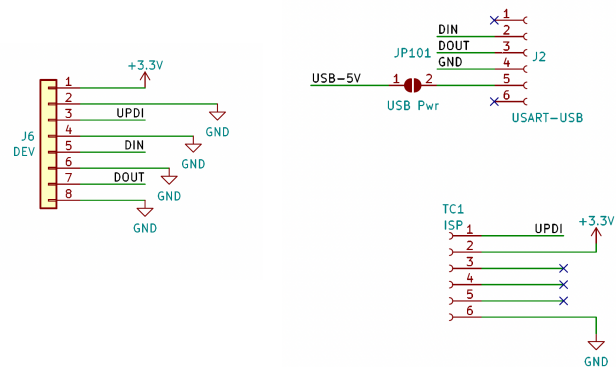 J6
DEV
1 +3.3V
2 GND
3 UPDI
4 GND
5 DIN
6 GND
7 DOUT
8 GND
USB-5V
JP101
1 2
USB Pwr
J2
1
DIN 2
DOUT 3
GND 4
5
6
USART-USB
TC1
ISP
1 UPDI
2 +3.3V
3
4
5
6
GND